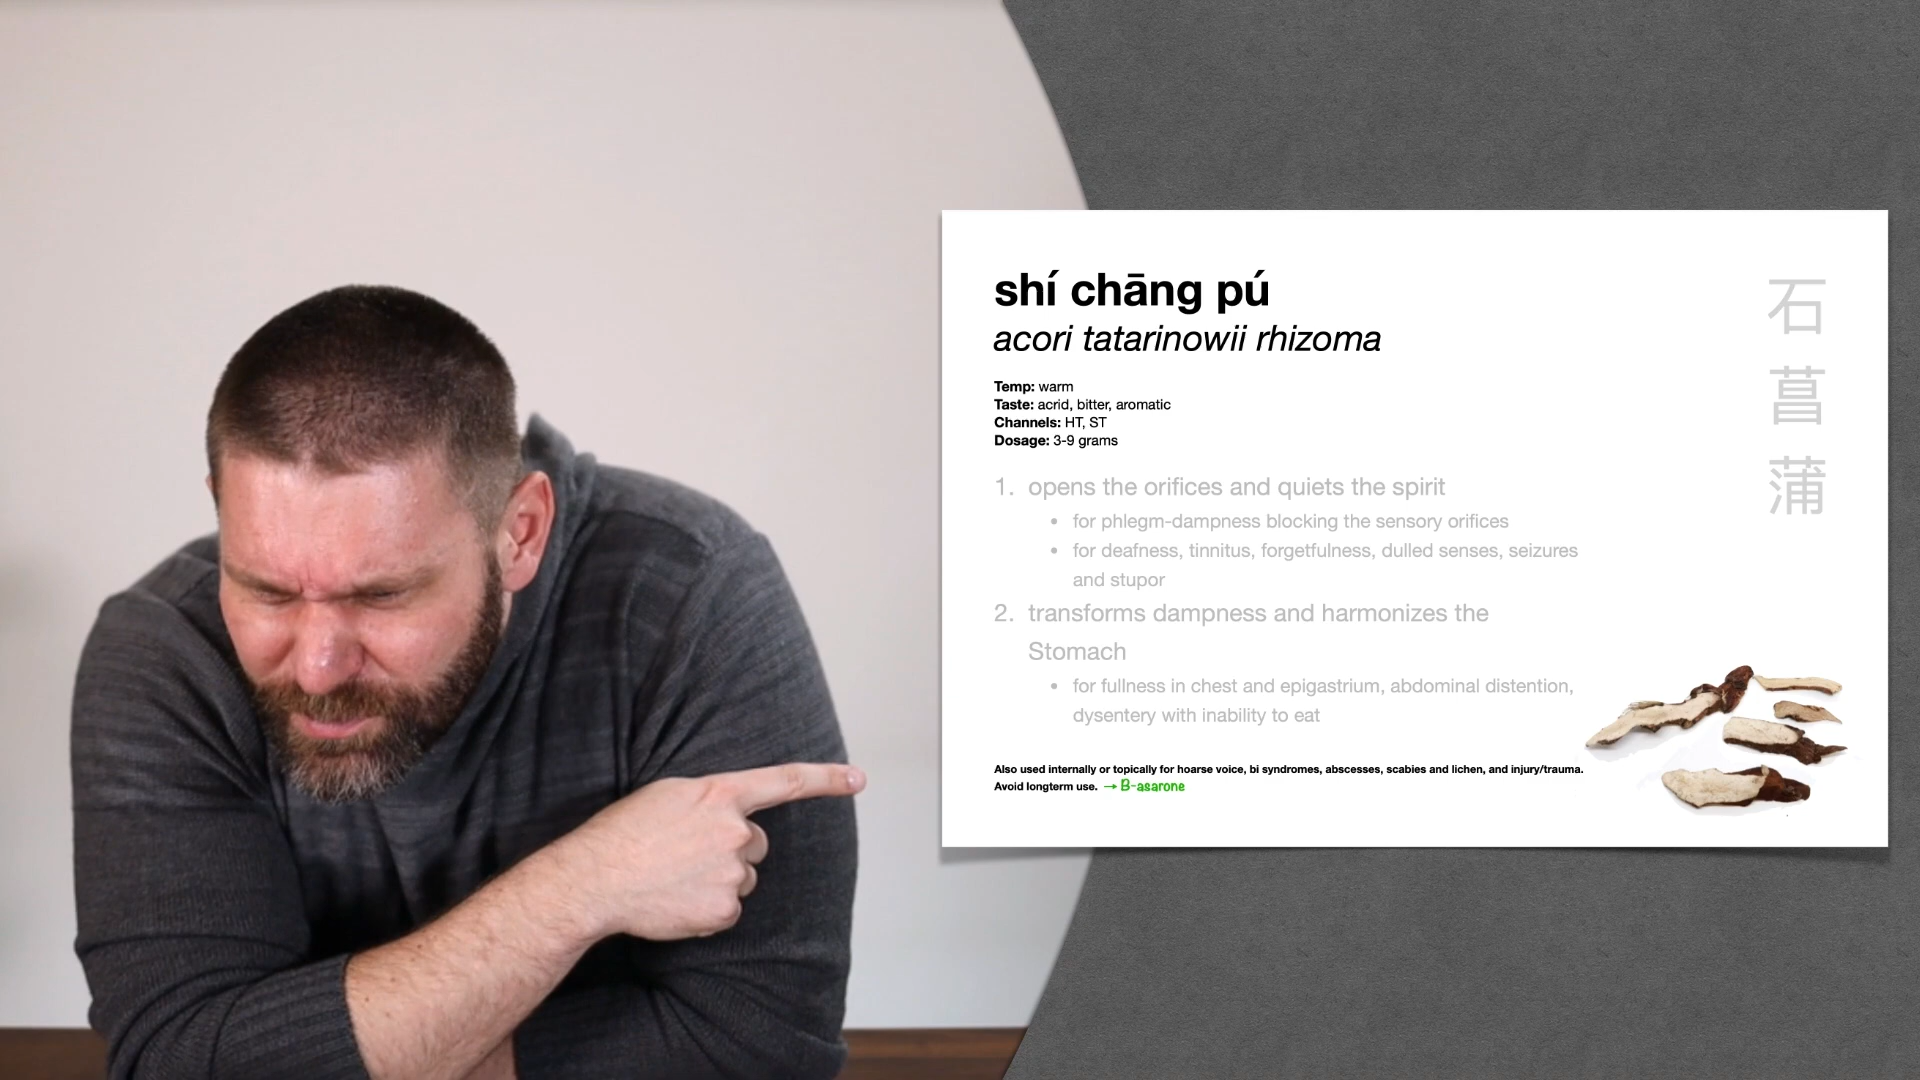 shí chāng pú
acori tatarinowii rhizoma
Temp: warm
Taste: acrid, bitter, aromatic
Channels: HT, ST
Dosage: 3-9 grams
1. opens the orifices and quiets the spirit
• for phlegm-dampness blocking the sensory orifices
• for deafness, tinnitus, forgetfulness, dulled senses, seizures
and stupor
2. transforms dampness and harmonizes the
Stomach
• for fullness in chest and epigastrium, abdominal distention,
dysentery with inability to eat
Also used internally or topically for hoarse voice, bi syndromes, abscesses, scabies and lichen, and injury/trauma.
Avoid longterm use. → B-asarone
石菖蒲